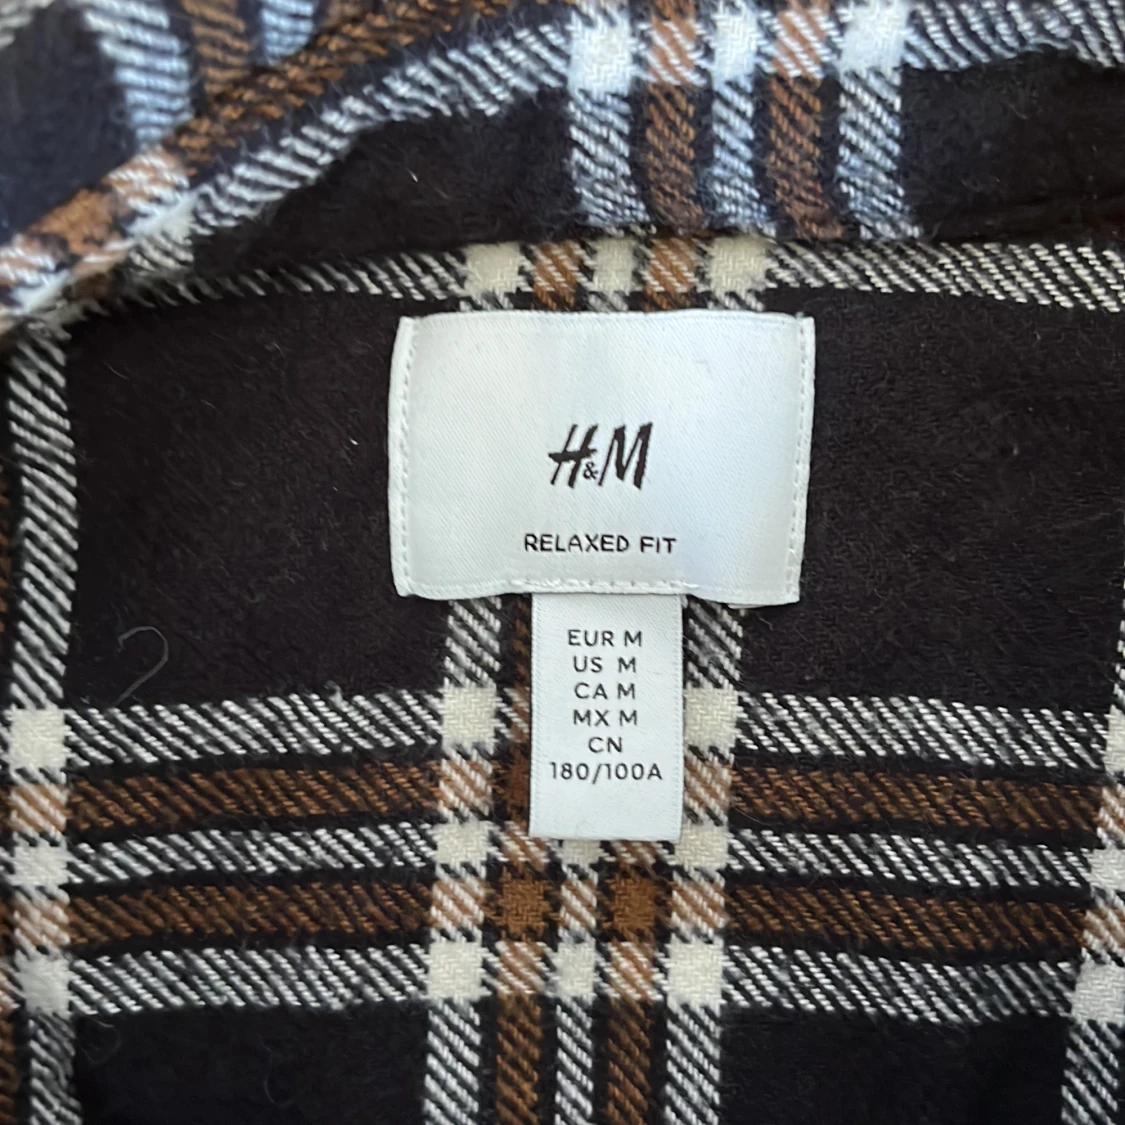 H&M
RELAXED FIT
EUR M
US M
CA M
MX M
CN
180/100A